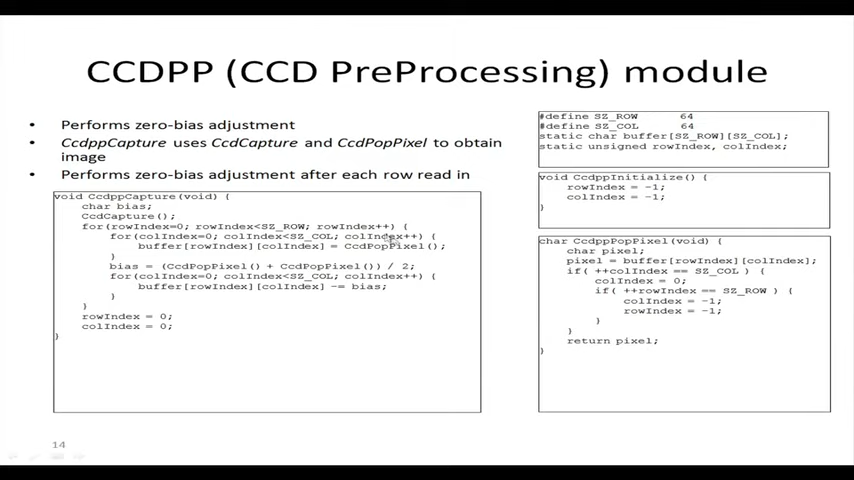 CCDPP (CCD PreProcessing) module
• Performs zero-bias adjustment
• CcdppCapture uses CcdCapture and CcdPopPixel to obtain
image
• Performs zero-bias adjustment after each row read in
void CcdppCapture(void) {
char bias;
CcdCapture();
for(rowIndex=0; rowIndex<SZ_ROW; rowIndex++) {
for(colIndex=0; colIndex<SZ_COL; colIndex++) {
buffer[rowIndex][colIndex] = CcdPopPixel();
}
bias = (CcdPopPixel() + CcdPopPixel()) / 2;
for(colIndex=0; colIndex<SZ_COL; colIndex++) {
buffer[rowIndex][colIndex] -= bias;
}
}
rowIndex = 0;
colIndex = 0;
}
#define SZ_ROW 64
#define SZ_COL 64
static char buffer[SZ_ROW][SZ_COL];
static unsigned rowIndex, colIndex;
void CcdppInitialize() {
rowIndex = -1;
colIndex = -1;
}
char CcdppPopPixel(void) {
char pixel;
pixel = buffer[rowIndex][colIndex];
if( ++colIndex == SZ_COL ) {
colIndex = 0;
if( ++rowIndex == SZ_ROW ) {
colIndex = -1;
rowIndex = -1;
}
}
return pixel;
}
14